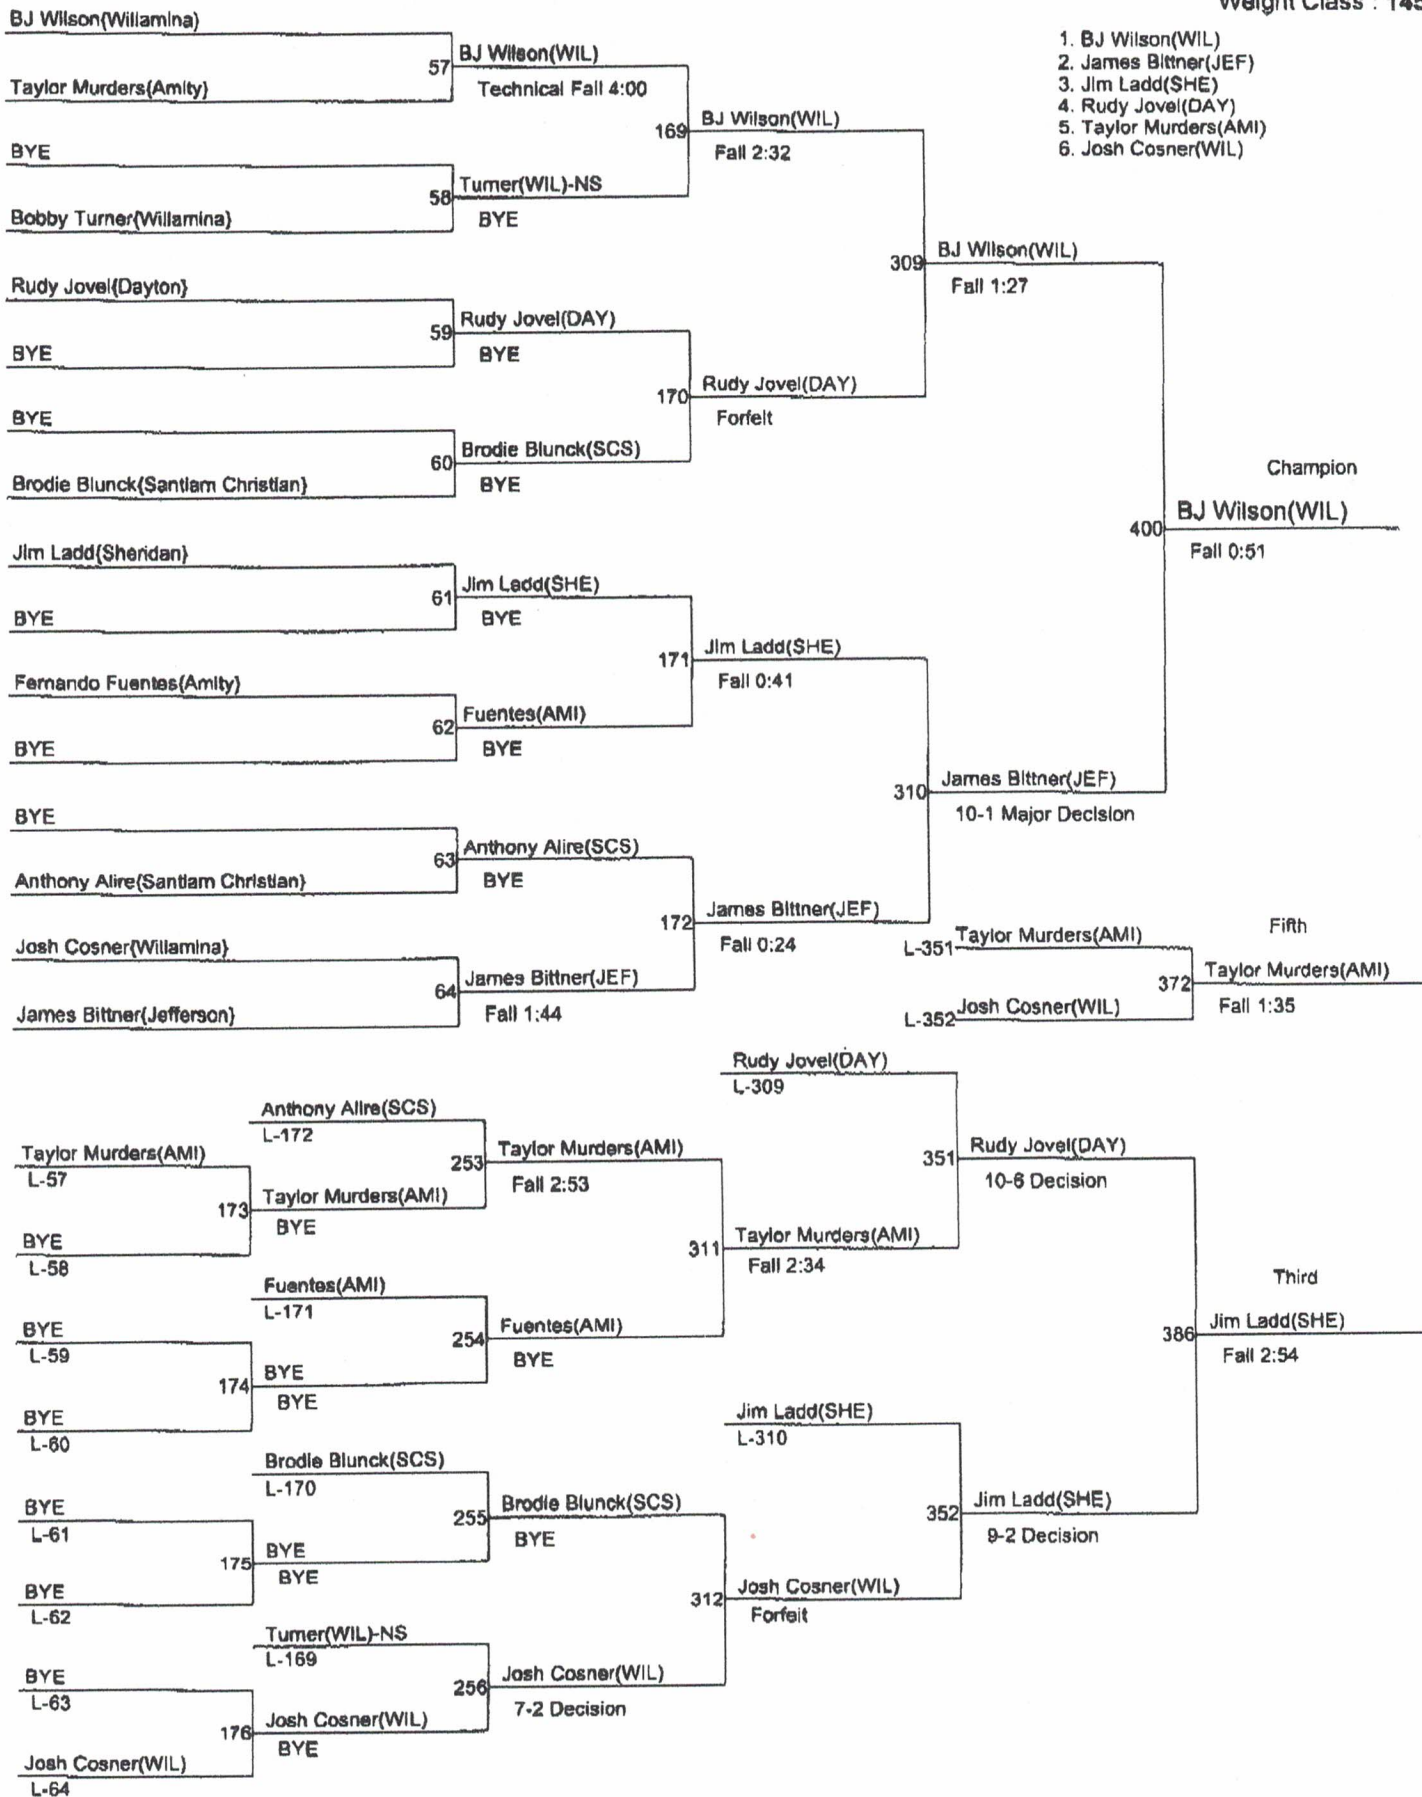 Weight Class : 145
1. BJ Wilson(WIL)
2. James Bittner(JEF)
3. Jim Ladd(SHE)
4. Rudy Jovel(DAY)
5. Taylor Murders(AMI)
6. Josh Cosner(WIL)
BJ Wilson{Willamina}
57
BJ Wilson(WIL)
Technical Fall 4:00
Taylor Murders{Amity}
169
BJ Wilson(WIL)
Fall 2:32
BYE
58
Turner(WIL)-NS
BYE
Bobby Turner{Willamina}
309
BJ Wilson(WIL)
Fall 1:27
Rudy Jovel{Dayton}
59
Rudy Jovel(DAY)
BYE
BYE
170
Rudy Jovel(DAY)
Forfeit
BYE
60
Brodie Blunck(SCS)
BYE
Brodie Blunck{Santiam Christian}
Champion
400
BJ Wilson(WIL)
Fall 0:51
Jim Ladd{Sheridan}
61
Jim Ladd(SHE)
BYE
BYE
171
Jim Ladd(SHE)
Fall 0:41
Fernando Fuentes{Amity}
62
Fuentes(AMI)
BYE
BYE
310
James Bittner(JEF)
10-1 Major Decision
BYE
63
Anthony Alire(SCS)
BYE
Anthony Alire{Santiam Christian}
172
James Bittner(JEF)
Fall 0:24
Josh Cosner{Willamina}
64
James Bittner(JEF)
Fall 1:44
James Bittner{Jefferson}
Fifth
L-351
Taylor Murders(AMI)
372
Taylor Murders(AMI)
Fall 1:35
L-352
Josh Cosner(WIL)
Rudy Jovel(DAY)
L-309
Anthony Alire(SCS)
L-172
Taylor Murders(AMI)
L-57
253
Taylor Murders(AMI)
Fall 2:53
351
Rudy Jovel(DAY)
10-6 Decision
173
Taylor Murders(AMI)
BYE
BYE
L-58
311
Taylor Murders(AMI)
Fall 2:34
Fuentes(AMI)
L-171
Third
BYE
L-59
254
Fuentes(AMI)
BYE
386
Jim Ladd(SHE)
Fall 2:54
174
BYE
BYE
BYE
L-60
Jim Ladd(SHE)
L-310
Brodie Blunck(SCS)
L-170
BYE
L-61
255
Brodie Blunck(SCS)
BYE
352
Jim Ladd(SHE)
9-2 Decision
175
BYE
BYE
BYE
L-62
312
Josh Cosner(WIL)
Forfeit
Turner(WIL)-NS
L-169
BYE
L-63
256
Josh Cosner(WIL)
7-2 Decision
176
Josh Cosner(WIL)
BYE
Josh Cosner(WIL)
L-64